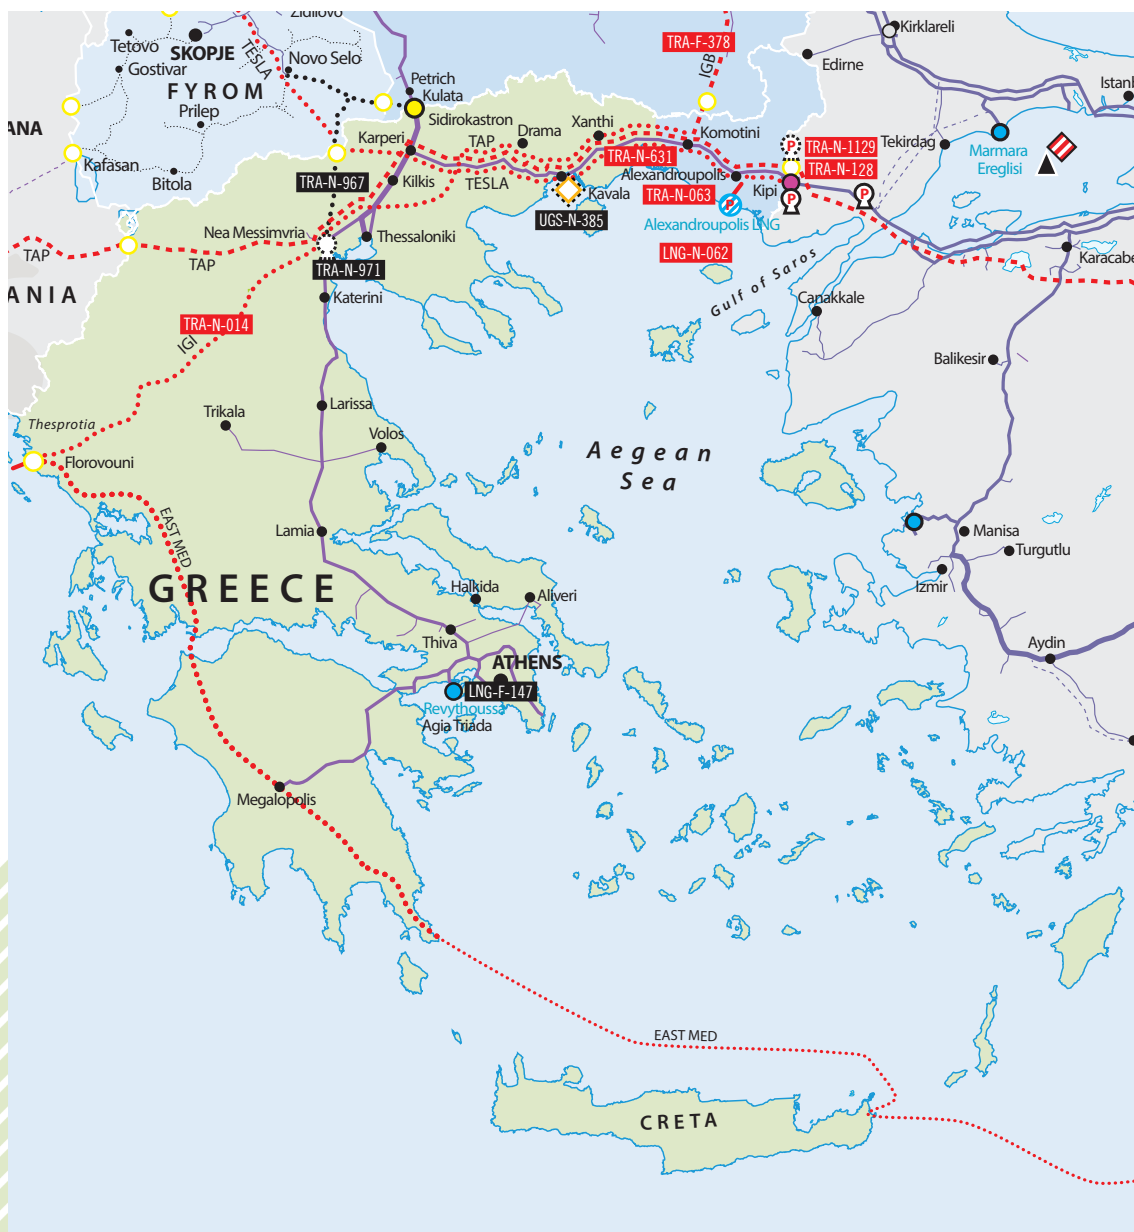 Zidilovo
Kirklareli
Tetovo
SKOPJE
TESLA
Novo Selo
TRA-F-378
IGB
Edirne
Gostivar
FYROM
Petrich
Kulata
Istanb
Prilep
Sidirokastron
Xanthi
ANA
Karperi
TAP
Drama
Komotini
TRA-N-1129
Tekirdag
Marmara
Ereglisi
Kafasan
TRA-N-631
TRA-N-128
Bitola
TRA-N-967
Kilkis
TESLA
Alexandroupolis
Kipi
TRA-N-063
Kavala
UGS-N-385
Alexandroupolis LNG
P
P
P
P
Nea Messimvria
Thessaloniki
TAP
TAP
LNG-N-062
Karacabe
TRA-N-971
Gulf of Saros
ANIA
Katerini
Canakkale
TRA-N-014
IGI
Balikesir
Larissa
Trikala
Thesprotia
Volos
Aegean
Sea
Florovouni
EAST MED
Lamia
Manisa
Turgutlu
GREECE
Halkida
Aliveri
Izmir
Thiva
Aydin
ATHENS
LNG-F-147
Revythoussa
Agia Triada
Megalopolis
EAST MED
CRETA